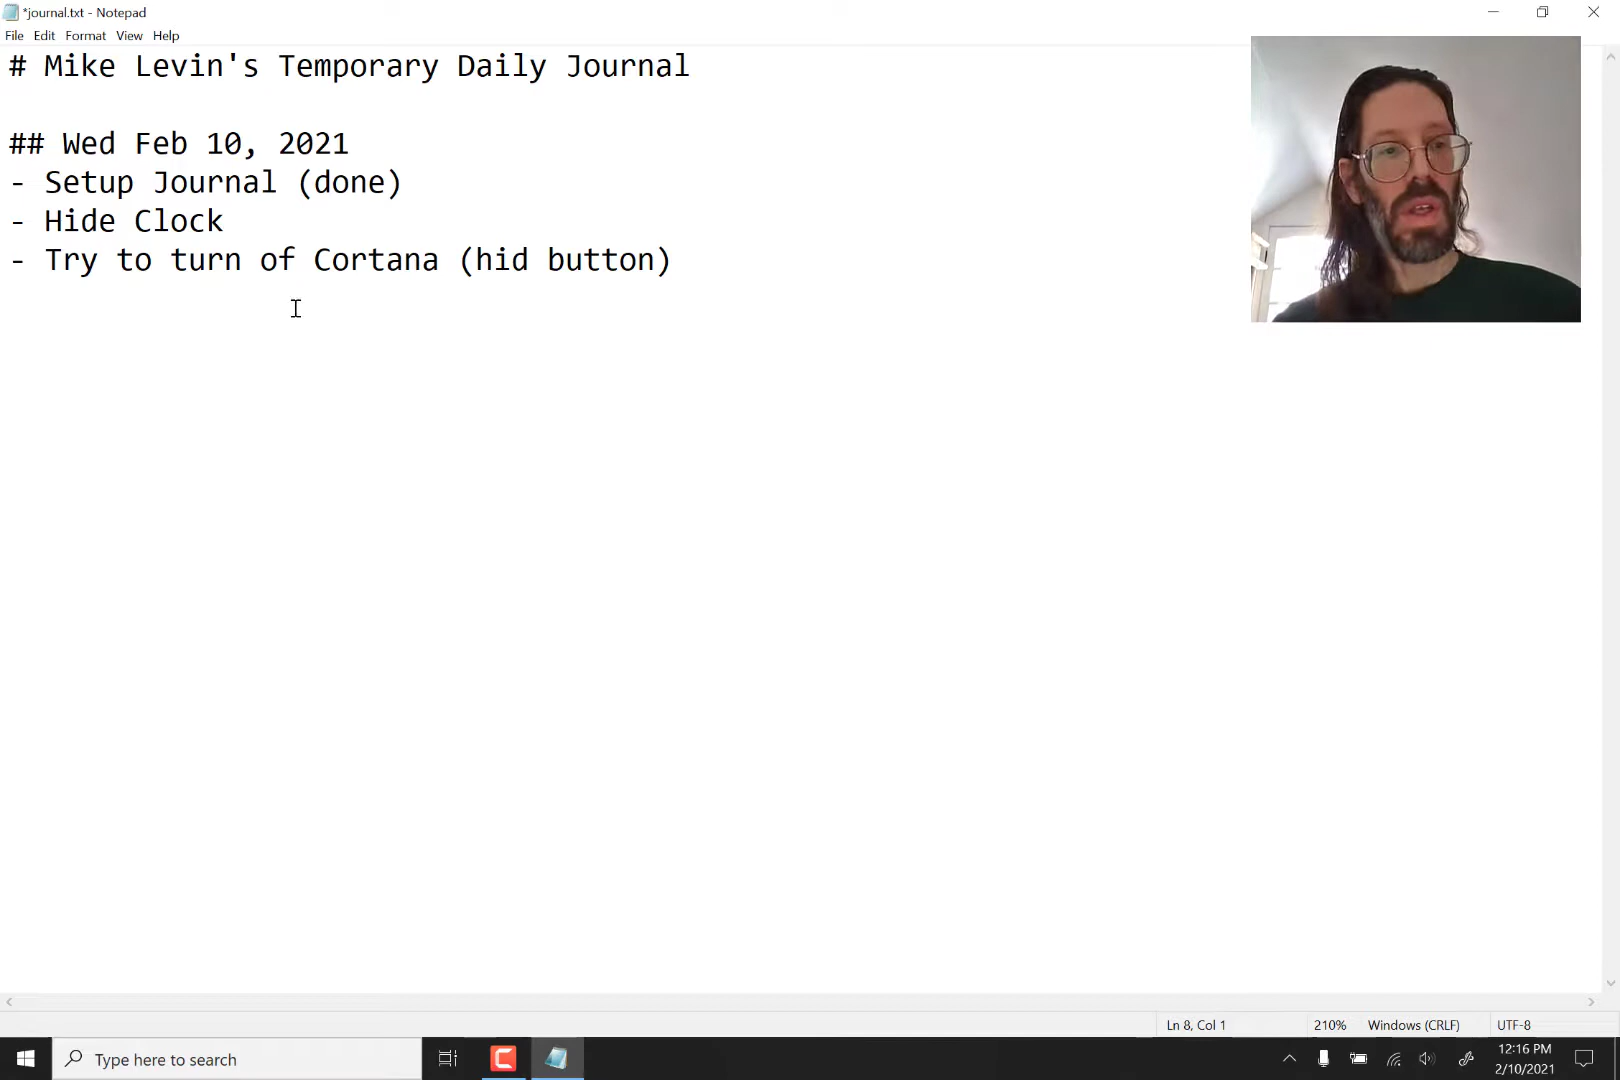 *journal.txt - Notepad
File Edit Format View Help
# Mike Levin's Temporary Daily Journal
## Wed Feb 10, 2021
- Setup Journal (done)
- Hide Clock
- Try to turn of Cortana (hid button)
Ln 8, Col 1 210% Windows (CRLF) UTF-8
Type here to search
12:16 PM
2/10/2021